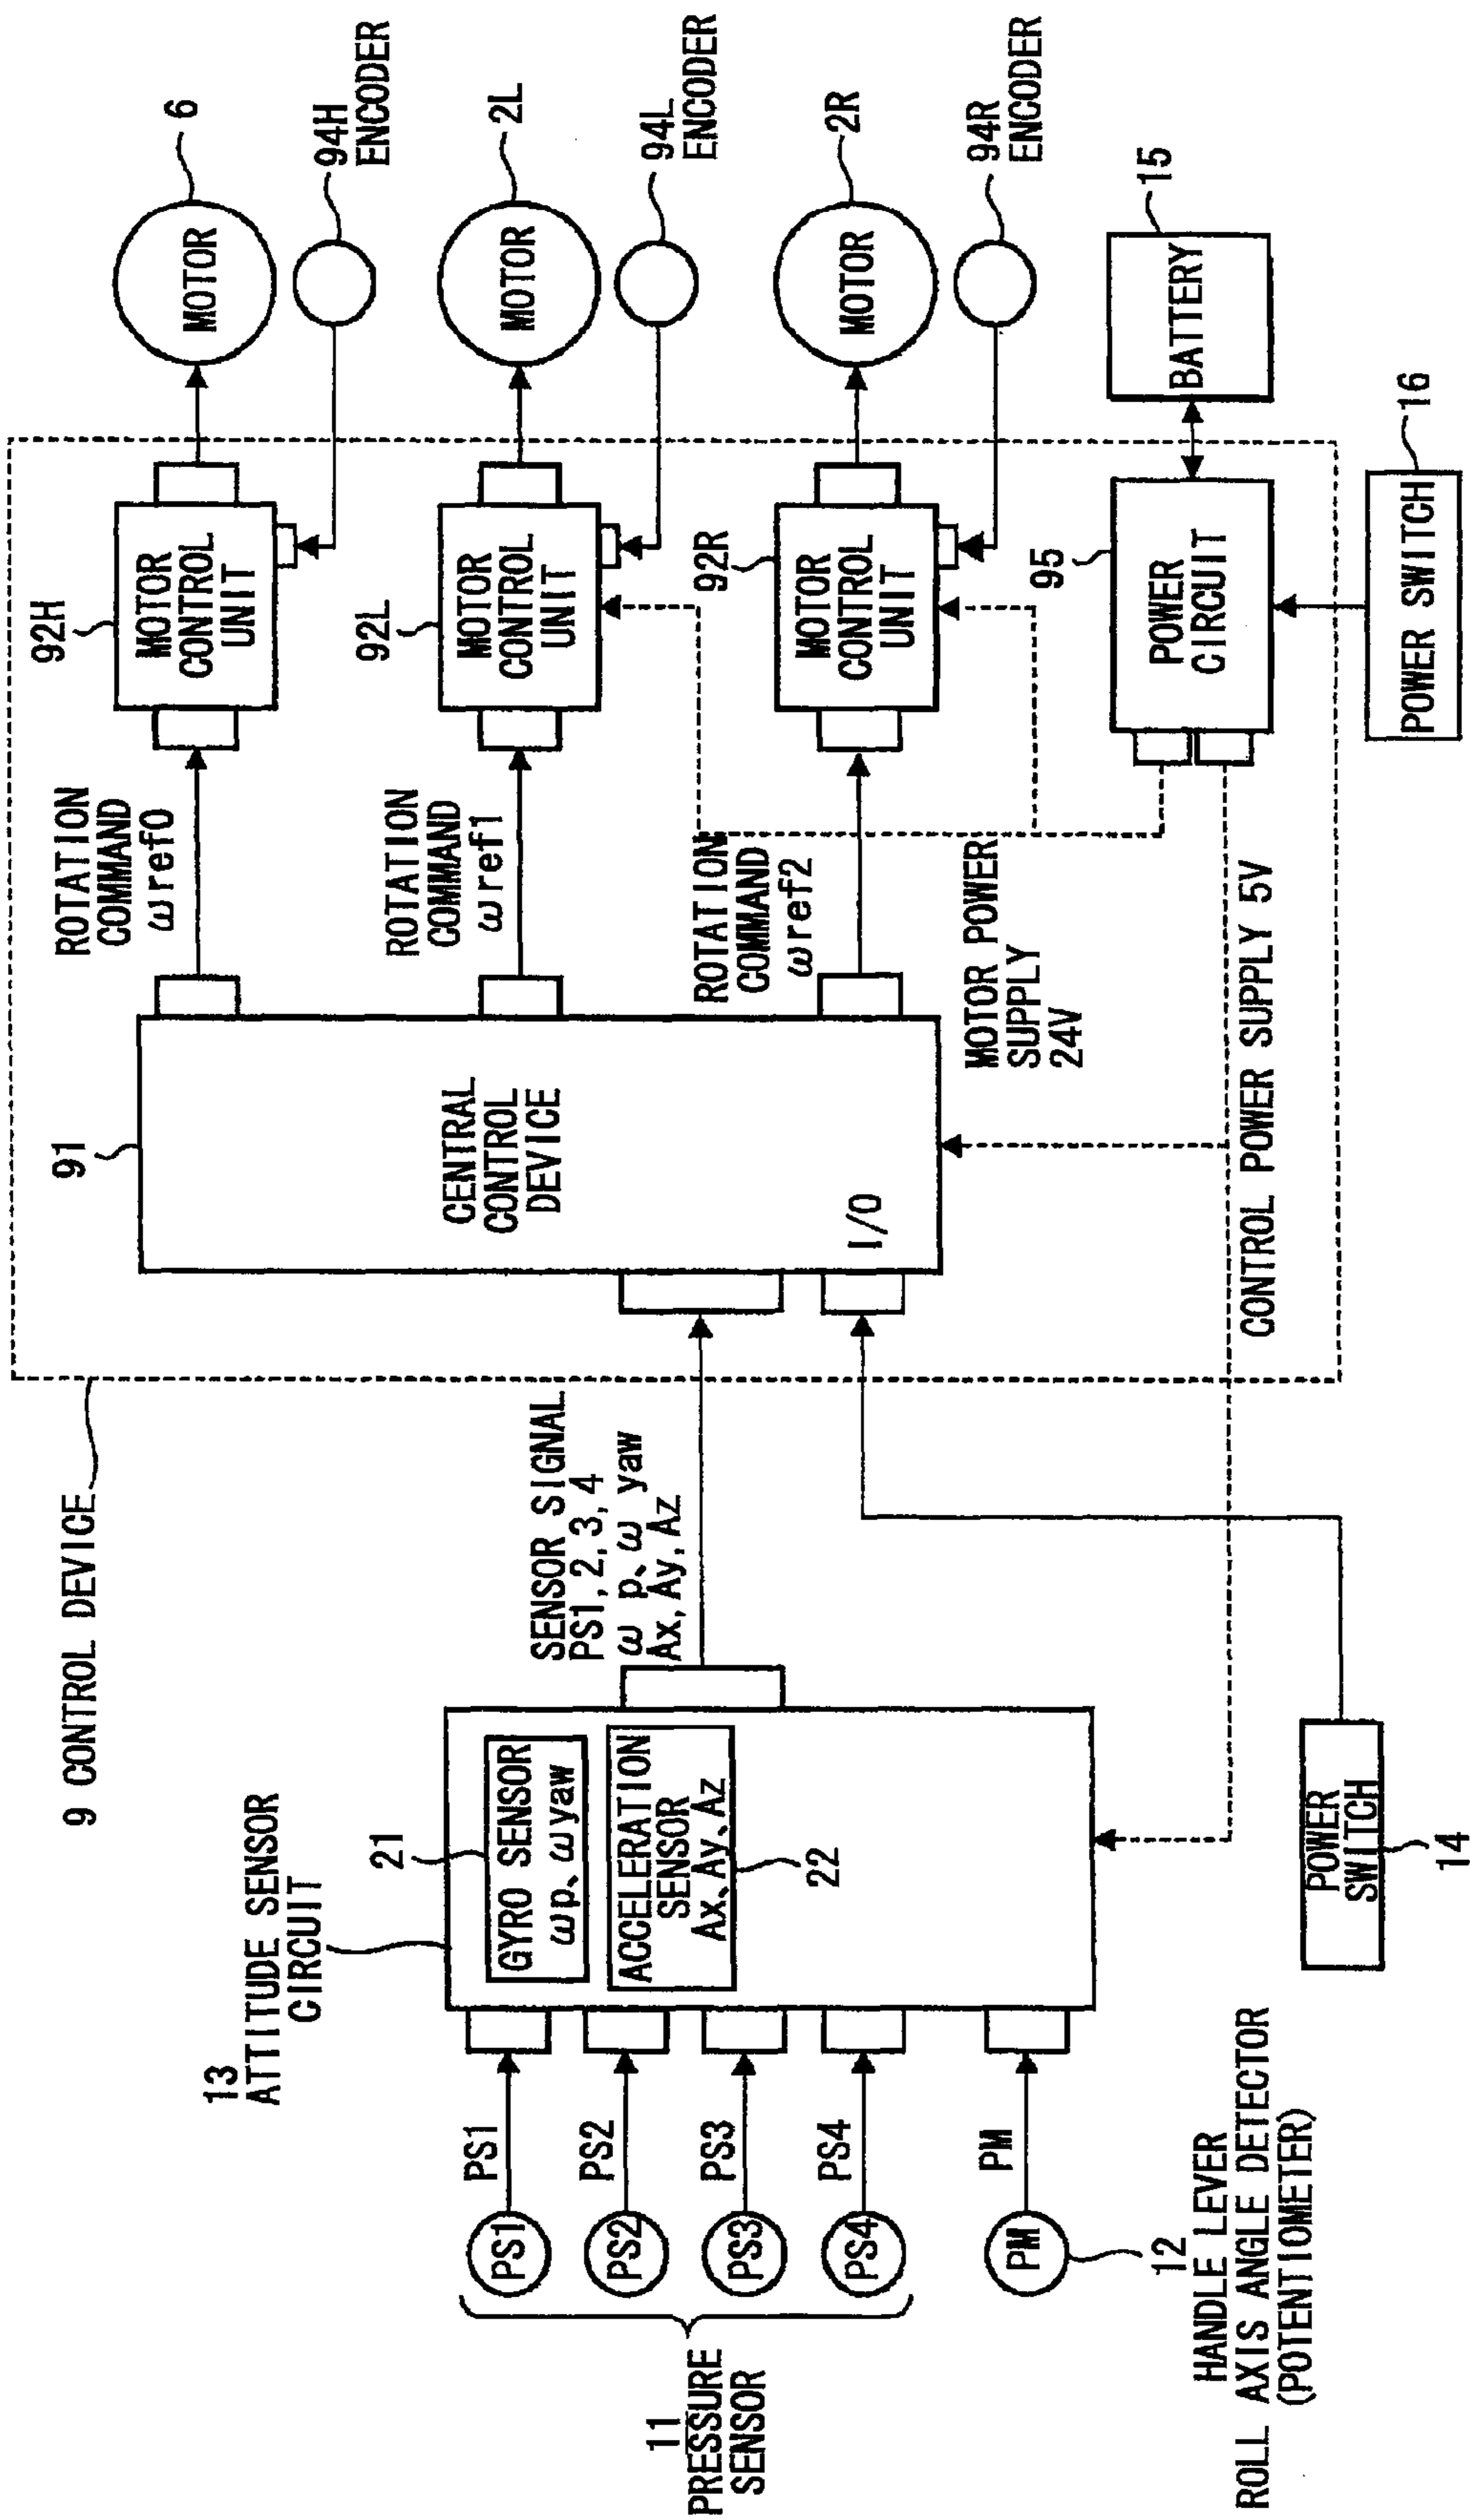 9 CONTROL DEVICE
13
ATTITUDE SENSOR
CIRCUIT
21
GYRO SENSOR
ωp、ωyaw
ACCELERATION
SENSOR
Ax、Ay、Az
22
11
PRESSURE
SENSOR
PS1
PS1
PS2
PS2
PS3
PS3
PS4
PS4
PM
PM
12
HANDLE LEVER
ROLL AXIS ANGLE DETECTOR
(POTENTIOMETER)
SENSOR SIGNAL
PS1,2,3,4
ω p、ω yaw
Ax,Ay,Az
POWER
SWITCH
14
91
CENTRAL
CONTROL
DEVICE
I/O
ROTATION
COMMAND
ωref0
ROTATION
COMMAND
ωref1
ROTATION
COMMAND
ωref2
MOTOR POWER
SUPPLY
24V
CONTROL POWER SUPPLY 5V
92H
MOTOR
CONTROL
UNIT
92L
MOTOR
CONTROL
UNIT
92R
MOTOR
CONTROL
UNIT
95
POWER
CIRCUIT
POWER SWITCH
16
MOTOR
6
94H
ENCODER
MOTOR
2L
94L
ENCODER
MOTOR
2R
94R
ENCODER
BATTERY
15